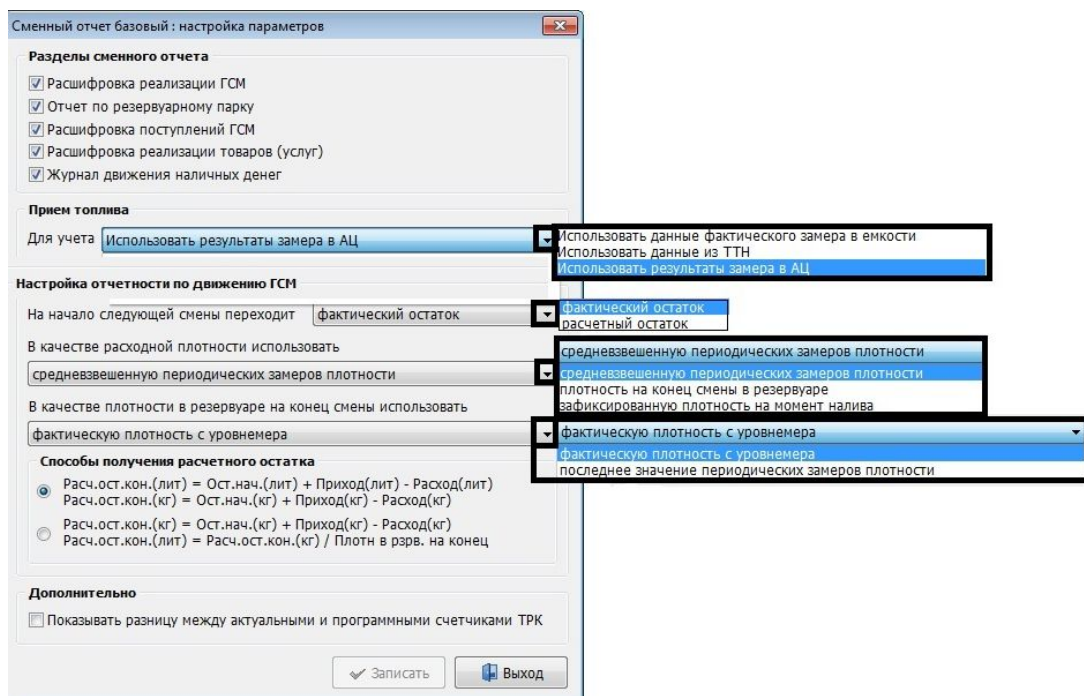 Сменный отчет базовый : настройка параметров
Разделы сменного отчета
Расшифровка реализации ГСМ
Отчет по резервуарному парку
Расшифровка поступлений ГСМ
Расшифровка реализации товаров (услуг)
Журнал движения наличных денег
Прием топлива
Для учета Использовать результаты замера в АЦ
Использовать данные фактического замера в емкости
Использовать данные из ТТН
Использовать результаты замера в АЦ
Настройка отчетности по движению ГСМ
На начало следующей смены переходит фактический остаток
фактический остаток
расчетный остаток
В качестве расходной плотности использовать
средневзвешенную периодических замеров плотности
средневзвешенную периодических замеров плотности
средневзвешенную периодических замеров плотности
плотность на конец смены в резервуаре
зафиксированную плотность на момент налива
В качестве плотности в резервуаре на конец смены использовать
фактическую плотность с уровнемера
фактическую плотность с уровнемера
фактическую плотность с уровнемера
последнее значение периодических замеров плотности
Способы получения расчетного остатка
Расч.ост.кон.(лит) = Ост.нач.(лит) + Приход(лит) - Расход(лит)
Расч.ост.кон.(кг) = Ост.нач.(кг) + Приход(кг) - Расход(кг)
Расч.ост.кон.(кг) = Ост.нач.(кг) + Приход(кг) - Расход(кг)
Расч.ост.кон.(лит) = Расч.ост.кон.(кг) / Плотн в рзрв. на конец
Дополнительно
Показывать разницу между актуальными и программными счетчиками ТРК
Записать
Выход